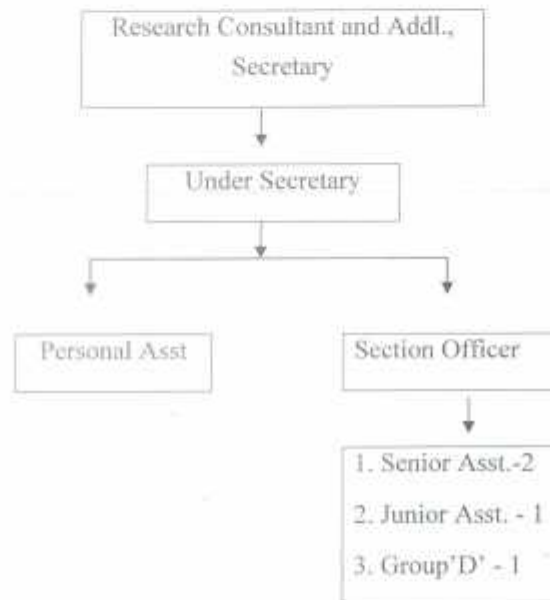 Research Consultant and Addl.,
Secretary
Under Secretary
Personal Asst
Section Officer
1. Senior Asst.-2
2. Junior Asst. - 1
3. Group'D' - 1